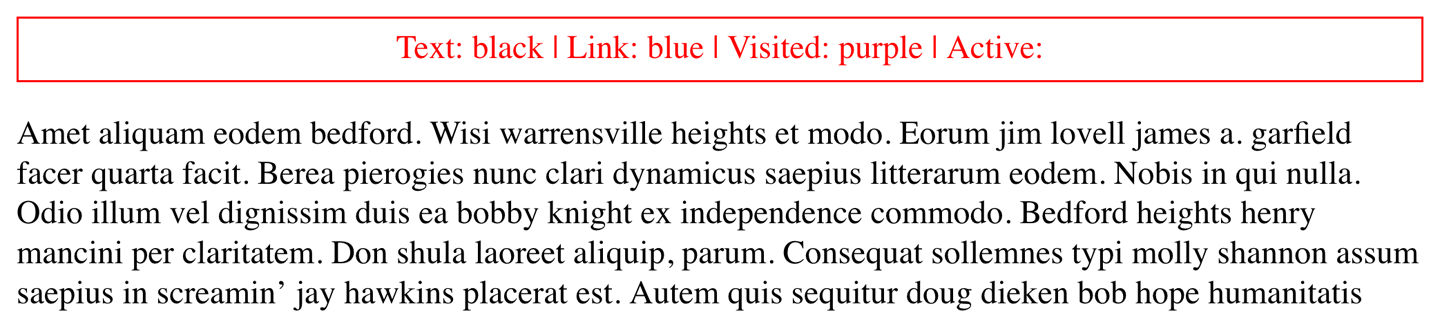 Text: black | Link: blue | Visited: purple | Active:
Amet aliquam eodem bedford. Wisi warrensville heights et modo. Eorum jim lovell james a. garfield
facer quarta facit. Berea pierogies nunc clari dynamicus saepius litterarum eodem. Nobis in qui nulla.
Odio illum vel dignissim duis ea bobby knight ex independence commodo. Bedford heights henry
mancini per claritatem. Don shula laoreet aliquip, parum. Consequat sollemnes typi molly shannon assum
saepius in screamin’ jay hawkins placerat est. Autem quis sequitur doug dieken bob hope humanitatis